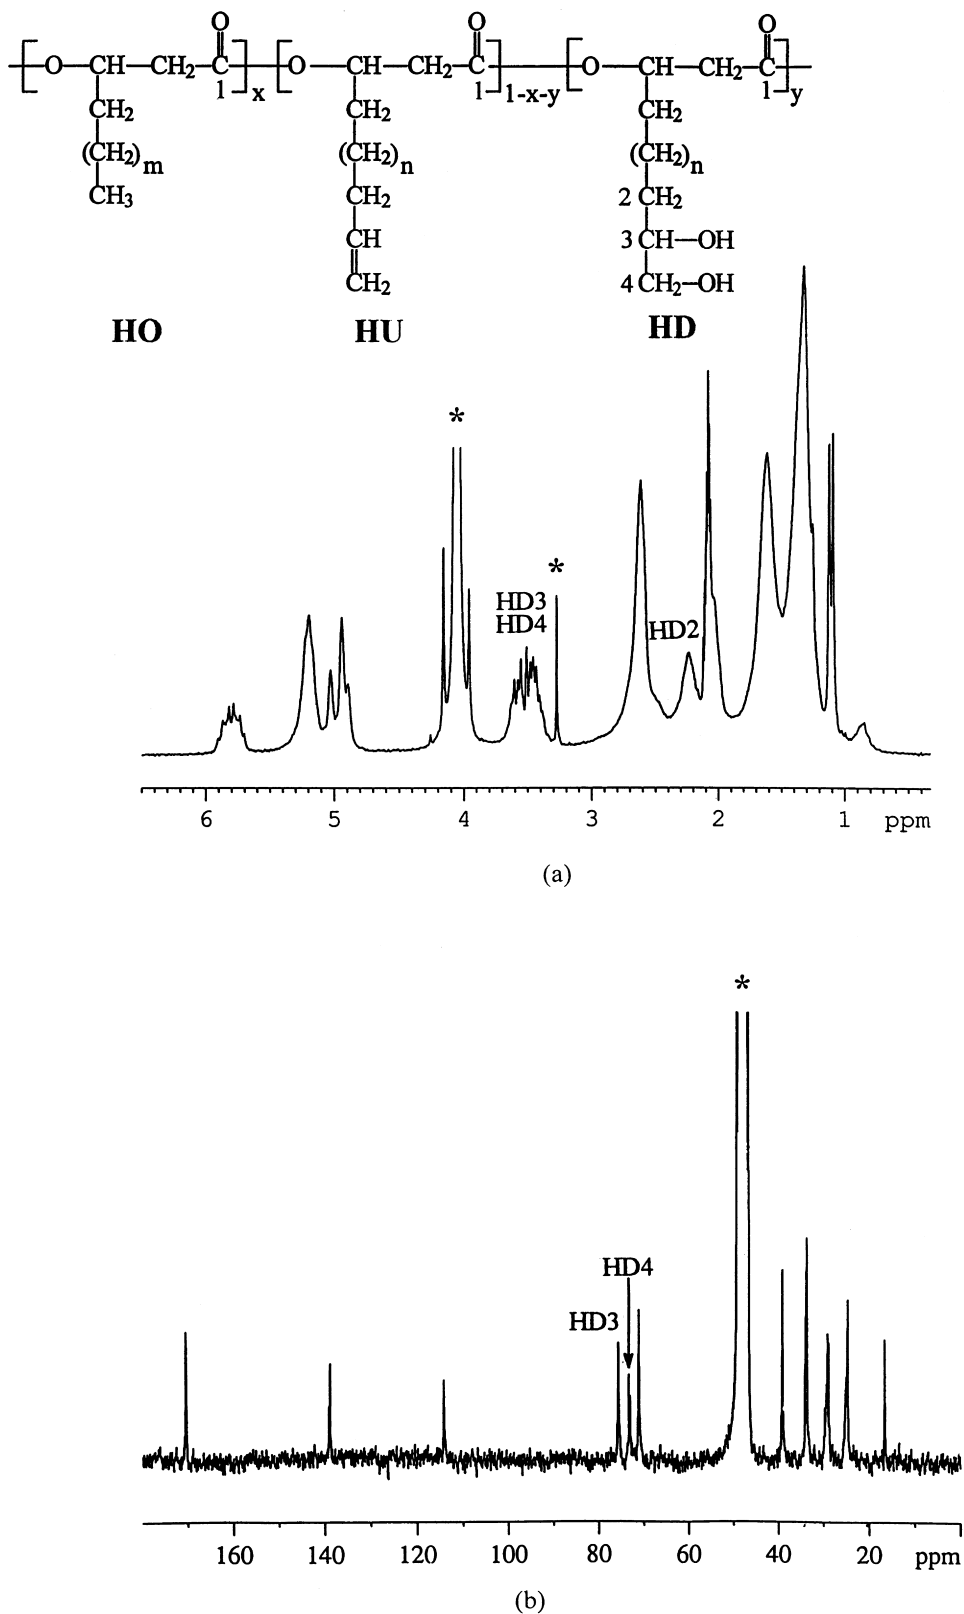 O O O
[ O—CH—CH₂—C ]x [ O—CH—CH₂—C ]1-x-y [ O—CH—CH₂—C ]y
1 1 1
CH₂ CH₂ CH₂
(CH₂)m (CH₂)n (CH₂)n
CH₃ CH₂ 2 CH₂
CH 3 CH—OH
CH₂ 4 CH₂—OH
HO HU HD
*
*
HD3
HD4
HD2
6 5 4 3 2 1 ppm
(a)
*
HD4
HD3
160 140 120 100 80 60 40 20 ppm
(b)